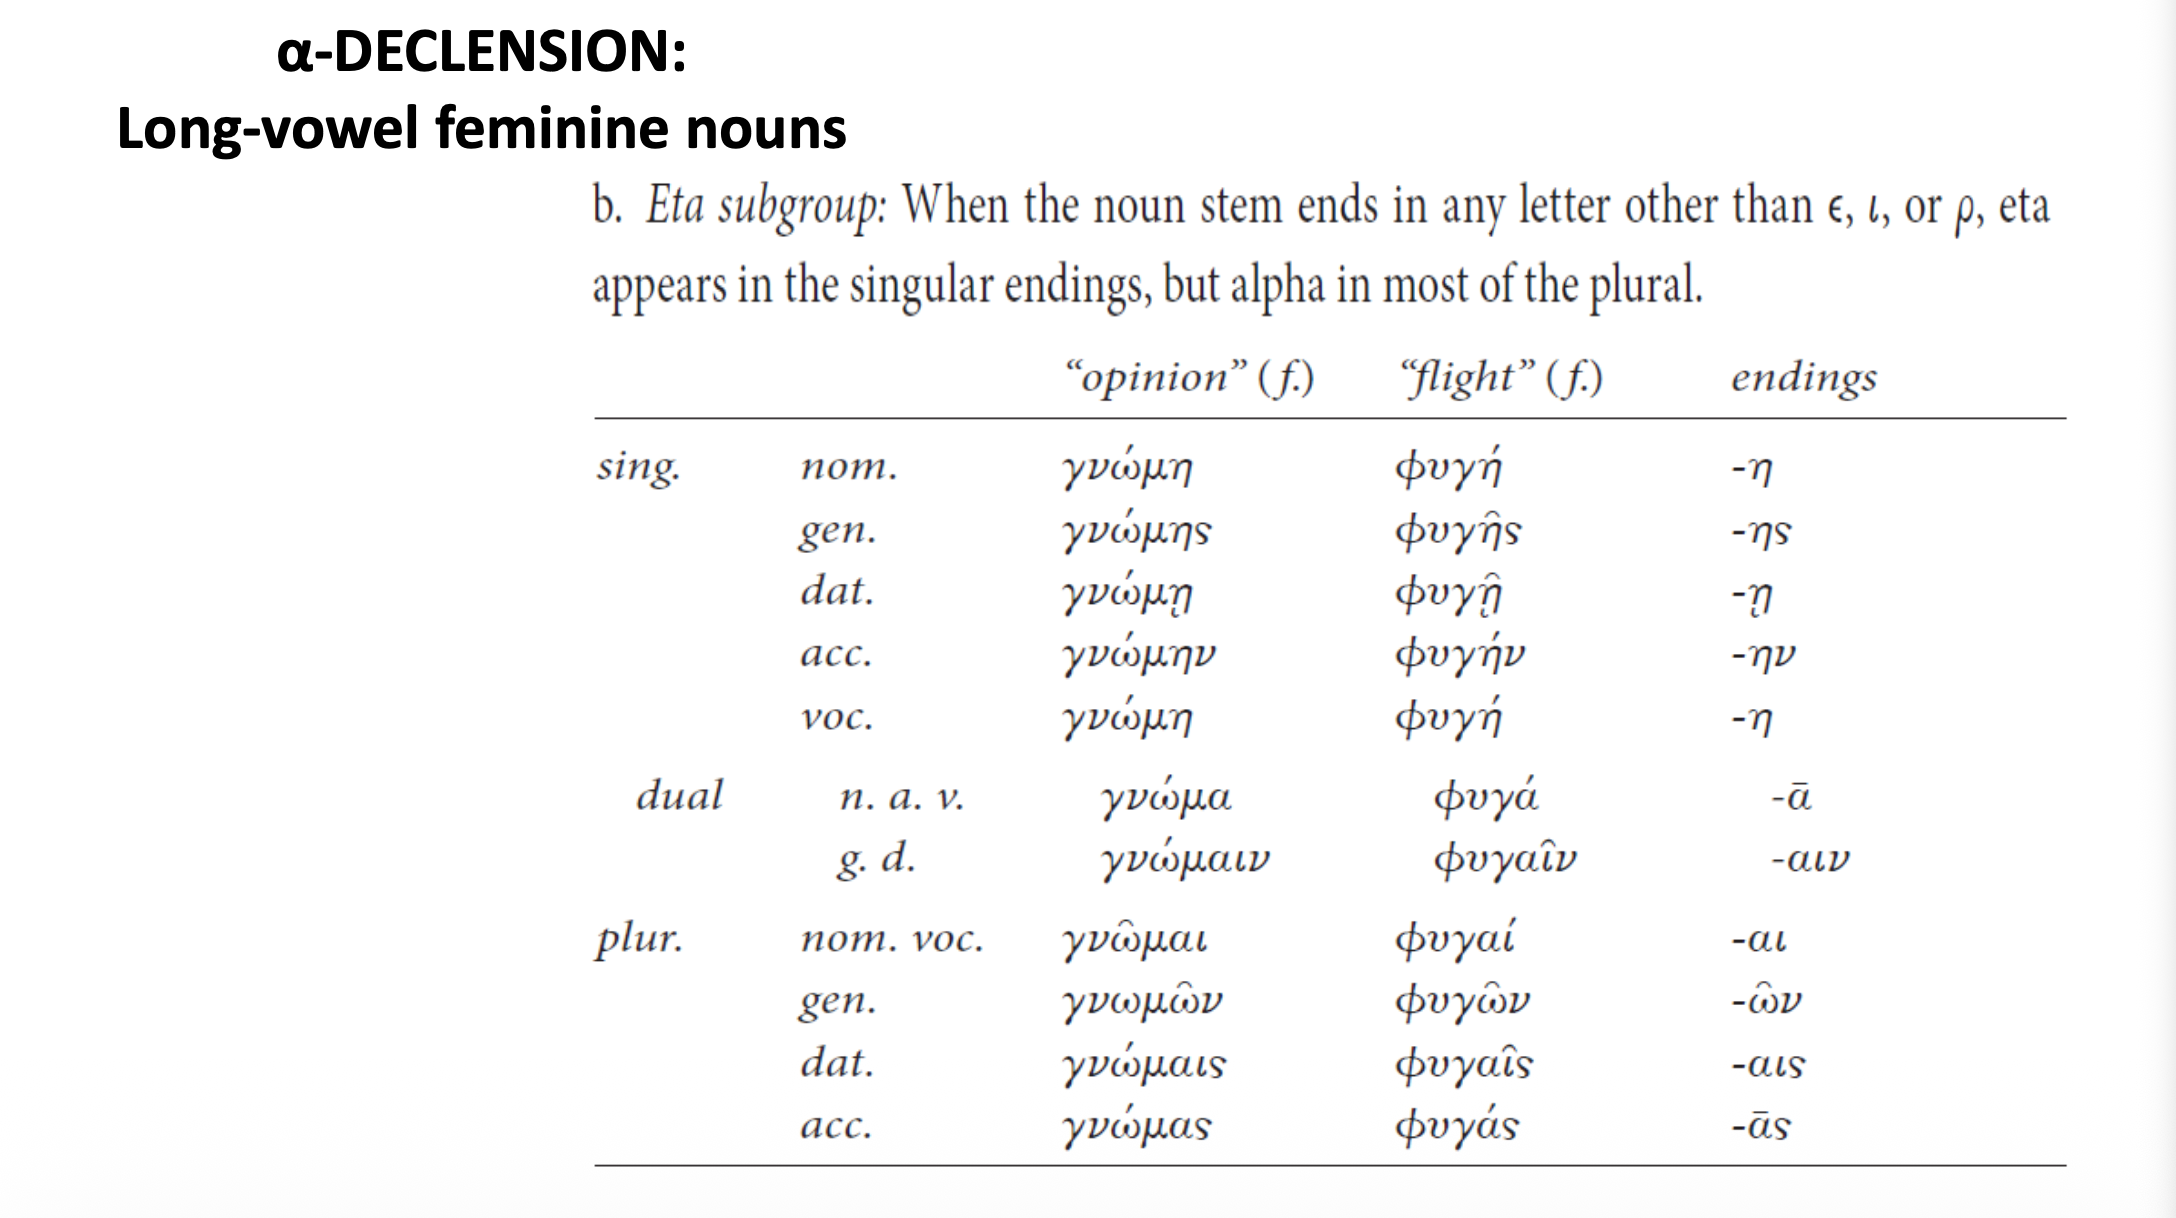 α-DECLENSION:
Long-vowel feminine nouns
b. Eta subgroup: When the noun stem ends in any letter other than ε, ι, or ρ, eta
appears in the singular endings, but alpha in most of the plural.
“opinion” (f.) “flight” (f.) endings
sing. nom. γνώμη φυγή -η
gen. γνώμης φυγῆς -ης
dat. γνώμῃ φυγῇ -ῃ
acc. γνώμην φυγήν -ην
voc. γνώμη φυγή -η
dual n. a. v. γνώμα φυγά -ᾱ
g. d. γνώμαιν φυγαῖν -αιν
plur. nom. voc. γνῶμαι φυγαί -αι
gen. γνωμῶν φυγῶν -ῶν
dat. γνώμαις φυγαῖς -αις
acc. γνώμας φυγάς -ᾱς